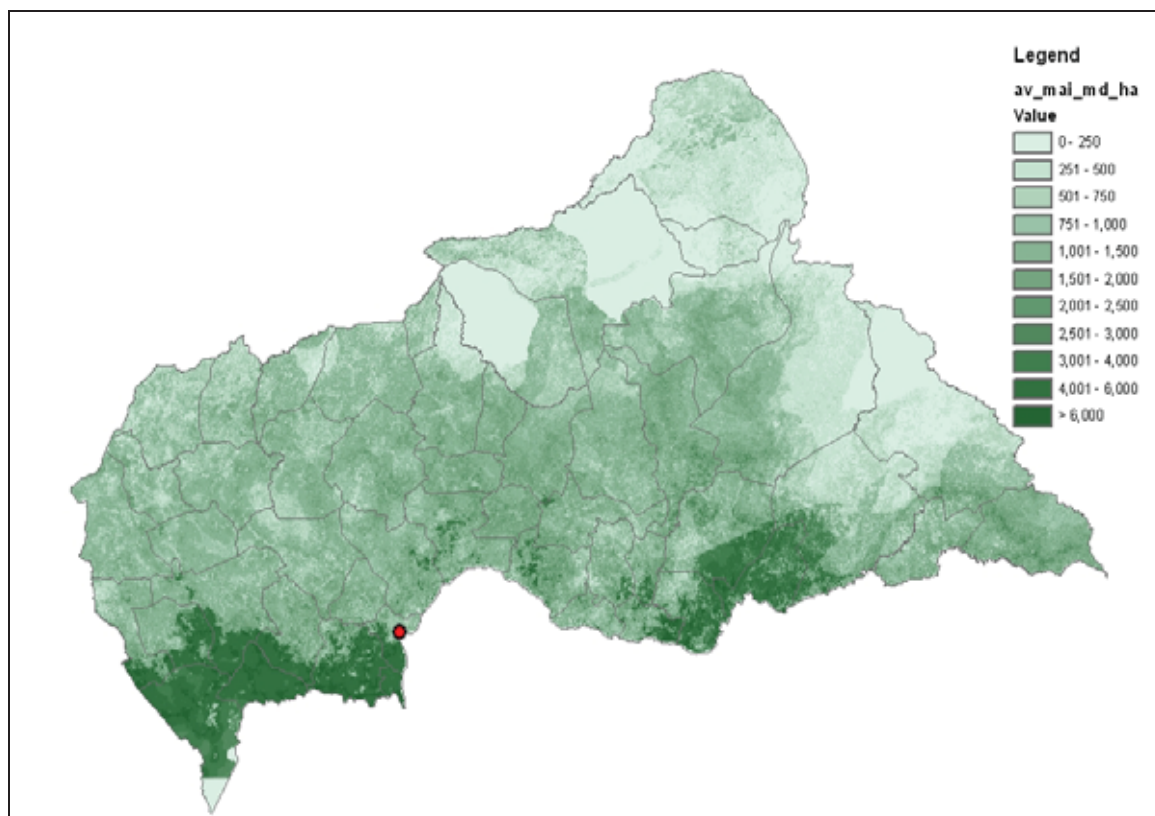 Legend
av_mai_md_ha
Value
0 - 250
251 - 500
501 - 750
751 - 1,000
1,001 - 1,500
1,501 - 2,000
2,001 - 2,500
2,501 - 3,000
3,001 - 4,000
4,001 - 6,000
> 6,000